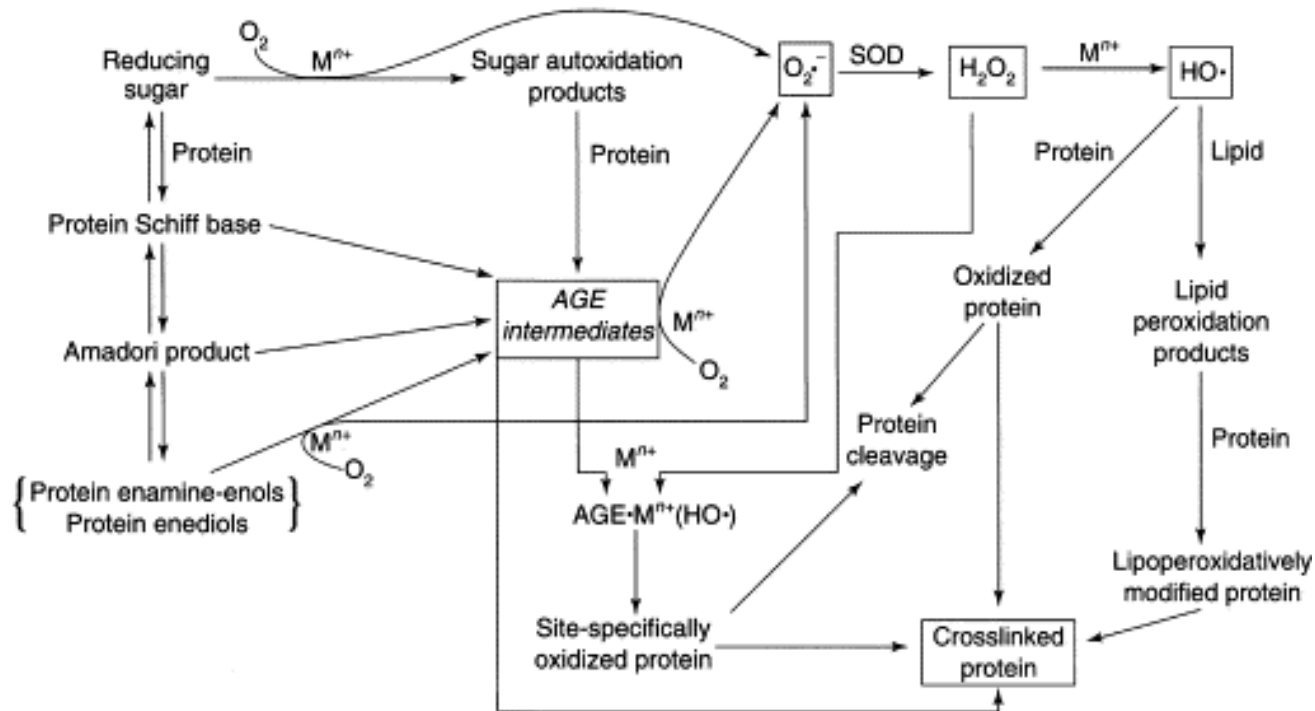 O₂
Mⁿ⁺
Reducing
sugar
Sugar autoxidation
products
O₂•⁻
SOD
H₂O₂
Mⁿ⁺
HO•
Protein
Protein
Protein
Lipid
Protein Schiff base
AGE
intermediates
Mⁿ⁺
O₂
Oxidized
protein
Lipid
peroxidation
products
Amadori product
Mⁿ⁺
O₂
Protein
cleavage
Protein
{Protein enamine-enols
Protein enediols}
Mⁿ⁺
AGE•Mⁿ⁺(HO•)
Lipoperoxidatively
modified protein
Site-specifically
oxidized protein
Crosslinked
protein